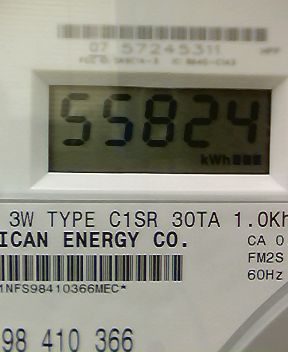 07 57245311
55824
kWh
3W TYPE C1SR 30TA 1.0Kh
ICAN ENERGY CO.
CA 0
FM2S
60Hz
1NFS98410366MEC*
98 410 366